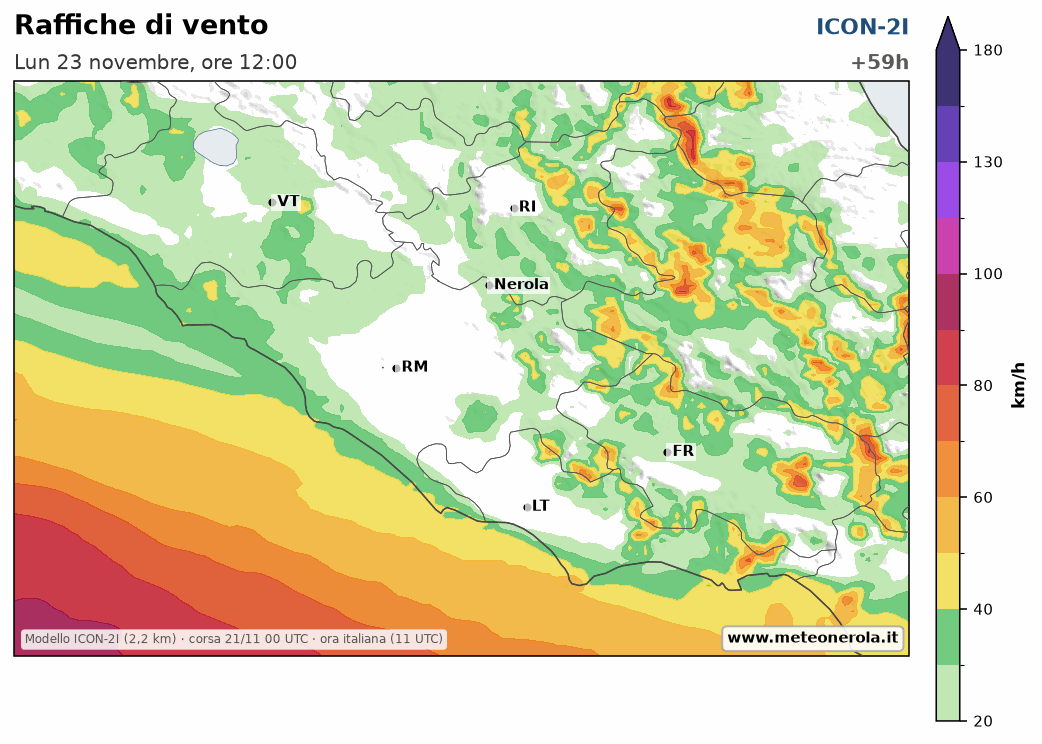 Raffiche di vento
ICON-2I
Lun 23 novembre, ore 12:00
+59h
180
130
100
80
60
40
20
km/h
VT
RI
Nerola
RM
FR
LT
Modello ICON-2I (2,2 km) · corsa 21/11 00 UTC · ora italiana (11 UTC)
www.meteonerola.it